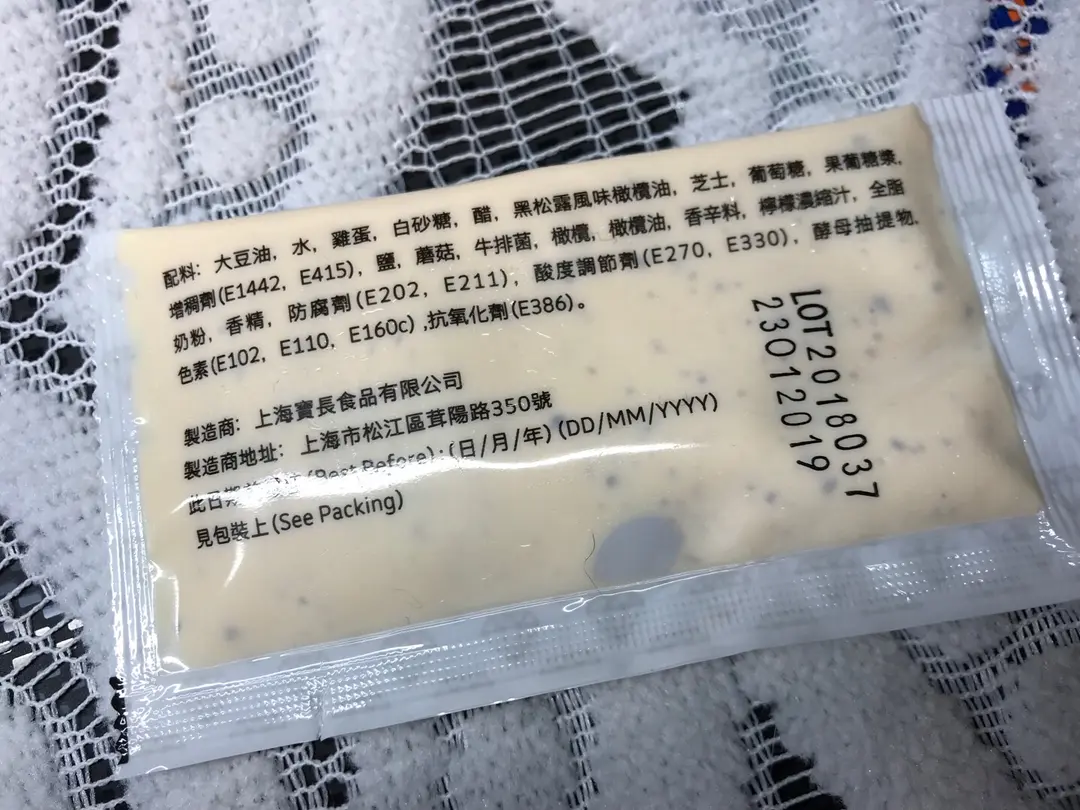 配料: 大豆油, 水, 雞蛋, 白砂糖, 醋, 黑松露風味橄欖油, 芝士, 葡萄糖, 果葡糖漿,
增稠劑(E1442, E415), 鹽, 蘑菇, 牛排菌, 橄欖, 橄欖油, 香辛料, 檸檬濃縮汁, 全脂
奶粉, 香精, 防腐劑(E202, E211), 酸度調節劑(E270, E330), 酵母抽提物,
色素(E102, E110, E160c) ,抗氧化劑(E386)。
製造商: 上海寶長食品有限公司
製造商地址: 上海市松江區茸陽路350號
此日期 (Best Before):(日/月/年)(DD/MM/YYYY)
見包裝上(See Packing)
LOT2018037
23012019